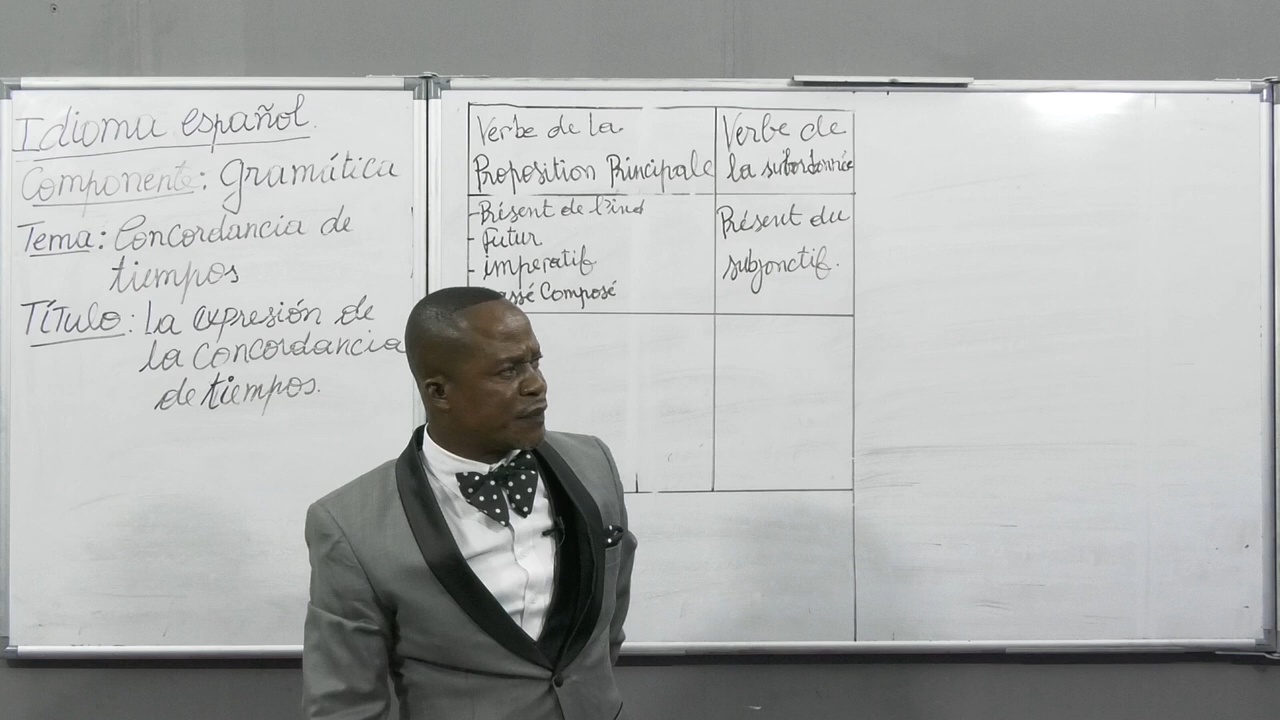 Idioma español.
Componente: Gramática
Tema: Concordancia de
tiempos
Título: La expresión de
la concordancia
de tiempos.
Verbe de la
Proposition Principale
- Présent de l'ind
- Futur
- imperatif
assé Composé
Verbe de
la subordonnée
Présent du
subjonctif.